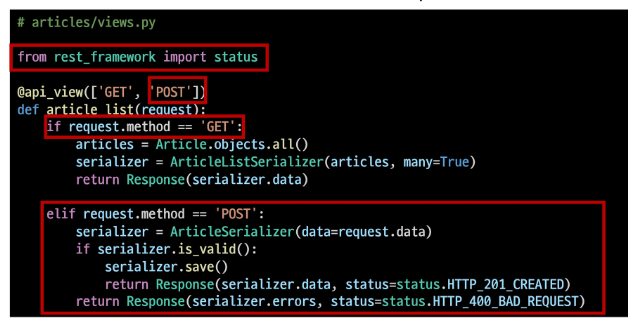 # articles/views.py
from rest_framework import status
@api_view(['GET', 'POST'])
def article_list(request):
if request.method == 'GET':
articles = Article.objects.all()
serializer = ArticleListSerializer(articles, many=True)
return Response(serializer.data)
elif request.method == 'POST':
serializer = ArticleSerializer(data=request.data)
if serializer.is_valid():
serializer.save()
return Response(serializer.data, status=status.HTTP_201_CREATED)
return Response(serializer.errors, status=status.HTTP_400_BAD_REQUEST)